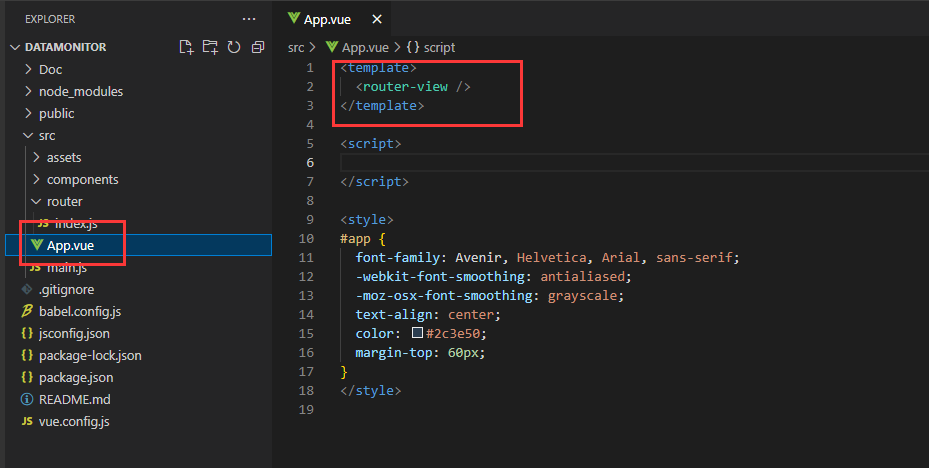 EXPLORER
DATAMONITOR
Doc
node_modules
public
src
assets
components
router
JS index.js
App.vue
JS main.js
.gitignore
babel.config.js
{} jsconfig.json
{} package-lock.json
{} package.json
README.md
JS vue.config.js
App.vue
src > App.vue > {} script
1 <template>
2 <router-view />
3 </template>
4
5 <script>
6
7 </script>
8
9 <style>
10 #app {
11 font-family: Avenir, Helvetica, Arial, sans-serif;
12 -webkit-font-smoothing: antialiased;
13 -moz-osx-font-smoothing: grayscale;
14 text-align: center;
15 color: #2c3e50;
16 margin-top: 60px;
17 }
18 </style>
19